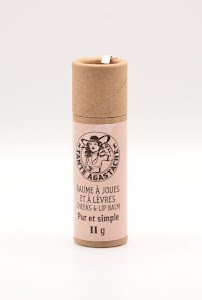 TANTE AGASTACHE
BAUME À JOUES
ET À LÈVRES
CHEEKS & LIP BALM
Pur et simple
11 g